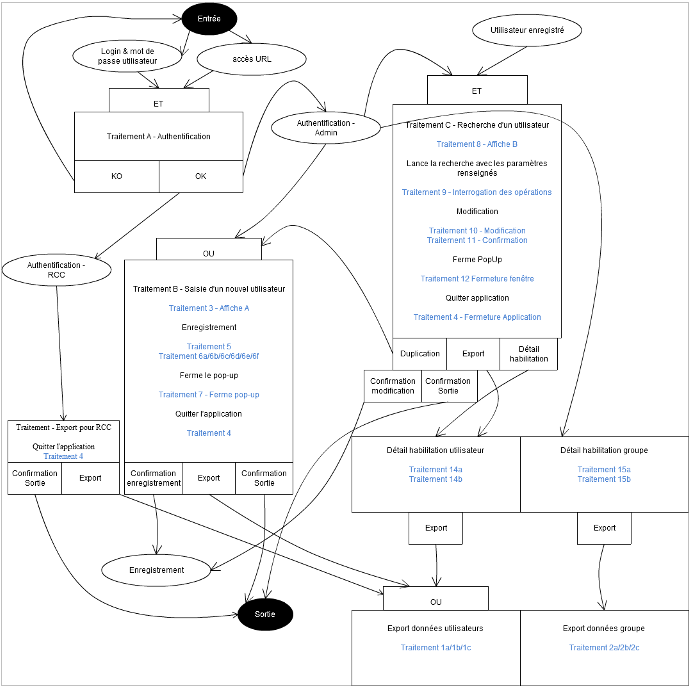 Entrée
Utilisateur enregistré
Login & mot de
passe utilisateur
accès URL
ET
Traitement A - Authentification
KO
OK
Authentification -
Admin
ET
Traitement C - Recherche d'un utilisateur
Traitement 8 - Affiche B
Lance la recherche avec les paramètres
renseignés
Traitement 9 - Interrogation des opérations
Modification
Traitement 10 - Modification
Traitement 11 - Confirmation
Ferme PopUp
Traitement 12 Fermeture fenêtre
Quitter application
Traitement 4 - Fermeture Application
Duplication
Export
Détail
habilitation
Confirmation
modification
Confirmation
Sortie
Authentification -
RCC
OU
Traitement B - Saisie d'un nouvel utilisateur
Traitement 3 - Affiche A
Enregistrement
Traitement 5
Traitement 6a/6b/6c/6d/6e/6f
Ferme le pop-up
Traitement 7 - Ferme pop-up
Quitter l'application
Traitement 4
Confirmation
enregistrement
Export
Confirmation
Sortie
Traitement - Export pour RCC
Quitter l'application
Traitement 4
Confirmation
Sortie
Export
Détail habilitation utilisateur
Traitement 14a
Traitement 14b
Export
Détail habilitation groupe
Traitement 15a
Traitement 15b
Export
Enregistrement
Sortie
OU
Export données utilisateurs
Traitement 1a/1b/1c
Export données groupe
Traitement 2a/2b/2c